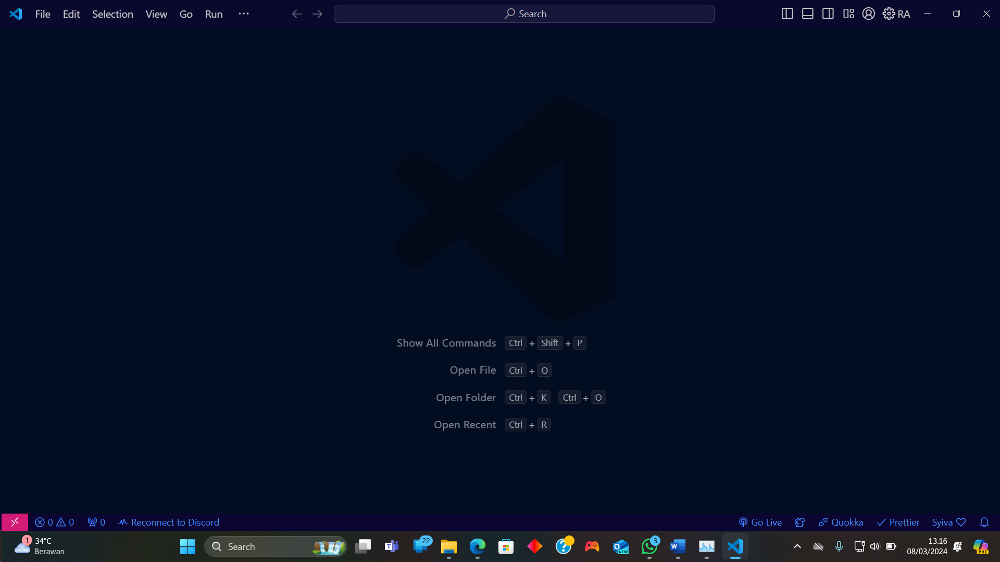 File Edit Selection View Go Run ···
Search
RA
Show All Commands Ctrl + Shift + P
Open File Ctrl + O
Open Folder Ctrl + K Ctrl + O
Open Recent Ctrl + R
0 0 0 Reconnect to Discord
Go Live Quokka Prettier Syiva
1 34°C
Berawan
Search
22
NEW
3
W
13.16
08/03/2024
PRE